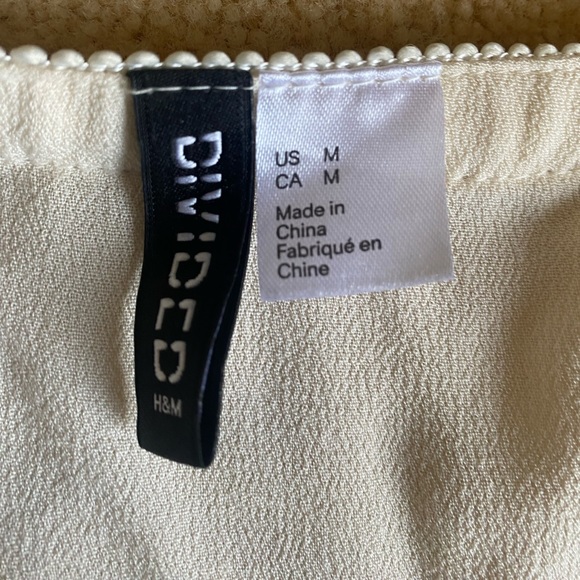 DIVIDED
H&M
US M
CA M
Made in
China
Fabriqué en
Chine